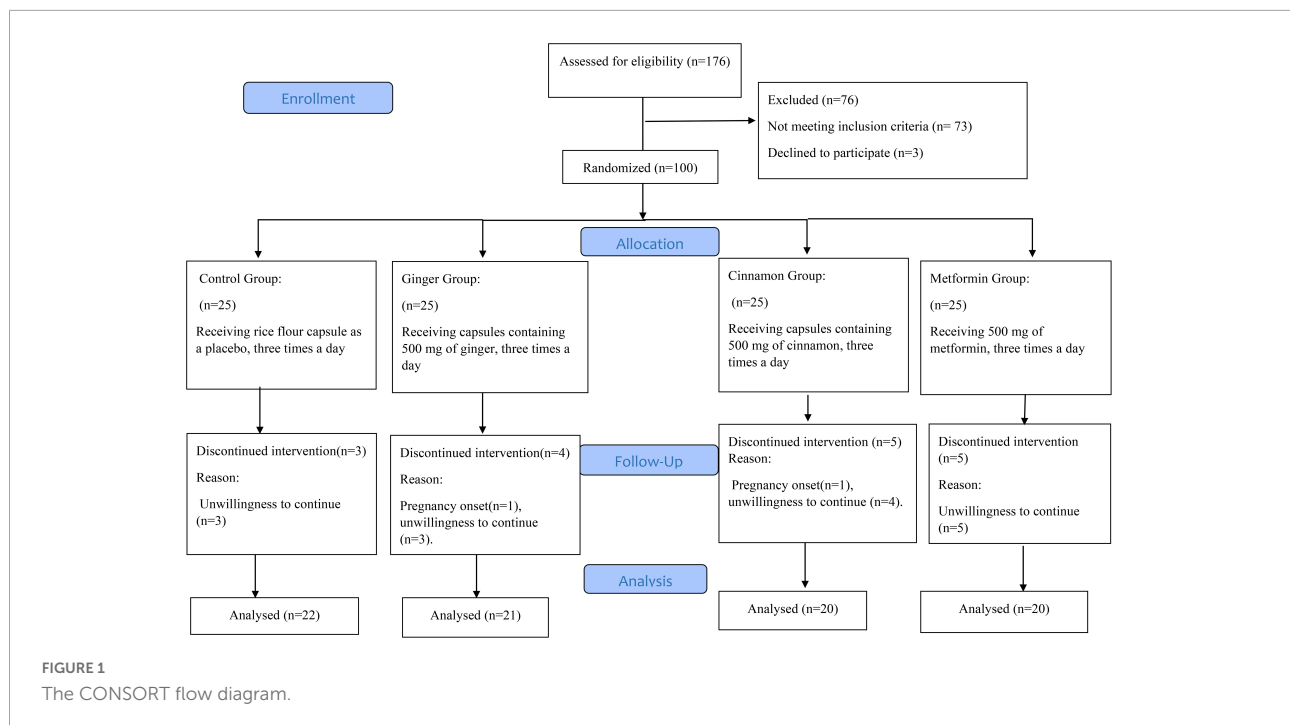 Assessed for eligibility (n=176)
Enrollment
Excluded (n=76)
Not meeting inclusion criteria (n= 73)
Declined to participate (n=3)
Randomized (n=100)
Allocation
Control Group:
(n=25)
Receiving rice flour capsule as
a placebo, three times a day
Ginger Group:
(n=25)
Receiving capsules containing
500 mg of ginger, three times a
day
Cinnamon Group:
(n=25)
Receiving capsules containing
500 mg of cinnamon, three
times a day
Metformin Group:
(n=25)
Receiving 500 mg of
metformin, three times a day
Discontinued intervention(n=3)
Reason:
Unwillingness to continue
(n=3)
Discontinued intervention(n=4)
Reason:
Pregnancy onset(n=1),
unwillingness to continue
(n=3).
Follow-Up
Discontinued intervention (n=5)
Reason:
Pregnancy onset(n=1),
unwillingness to continue (n=4).
Discontinued intervention
(n=5)
Reason:
Unwillingness to continue
(n=5)
Analysis
Analysed (n=22)
Analysed (n=21)
Analysed (n=20)
Analysed (n=20)
FIGURE 1
The CONSORT flow diagram.